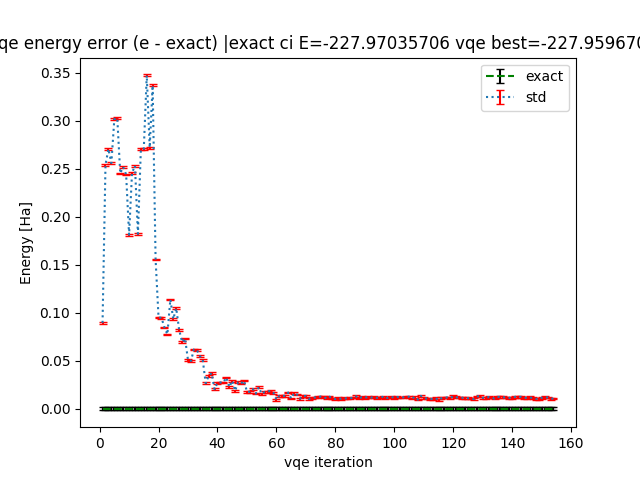 qe energy error (e - exact) |exact ci E=-227.97035706 vqe best=-227.95967
exact
std
Energy [Ha]
0.35
0.30
0.25
0.20
0.15
0.10
0.05
0.00
0 20 40 60 80 100 120 140 160
vqe iteration